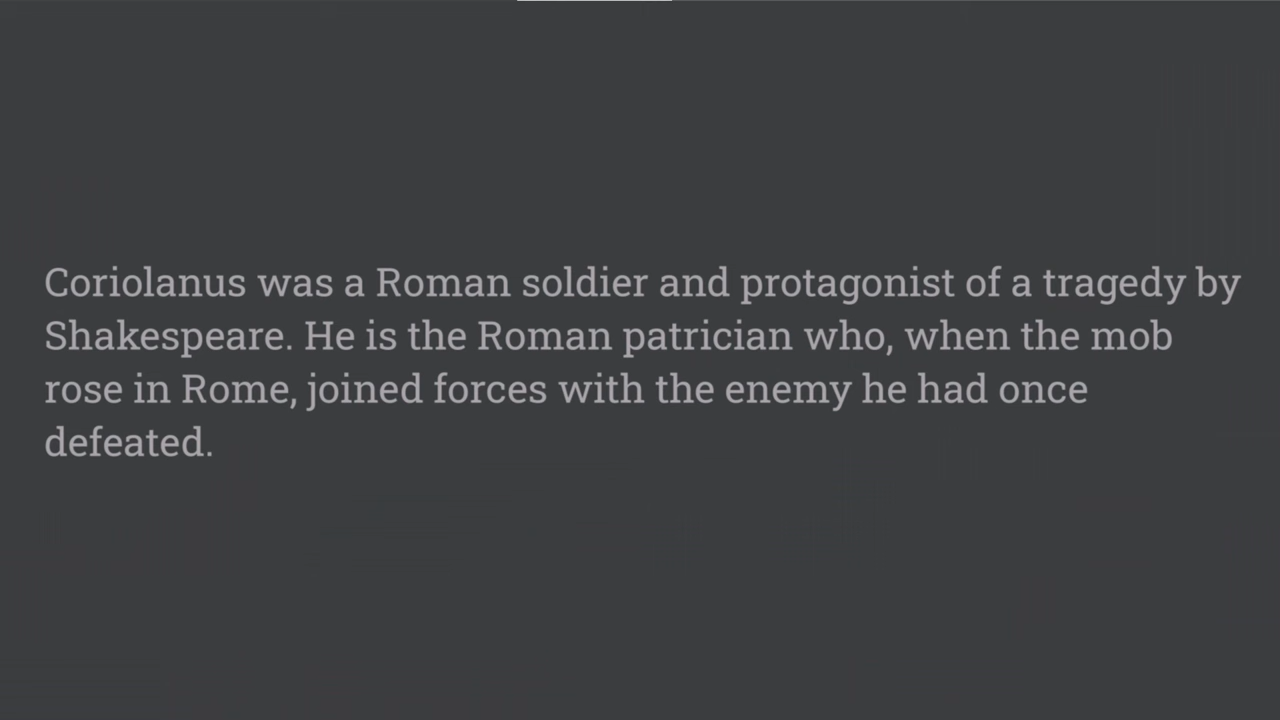 Coriolanus was a Roman soldier and protagonist of a tragedy by
Shakespeare. He is the Roman patrician who, when the mob
rose in Rome, joined forces with the enemy he had once
defeated.